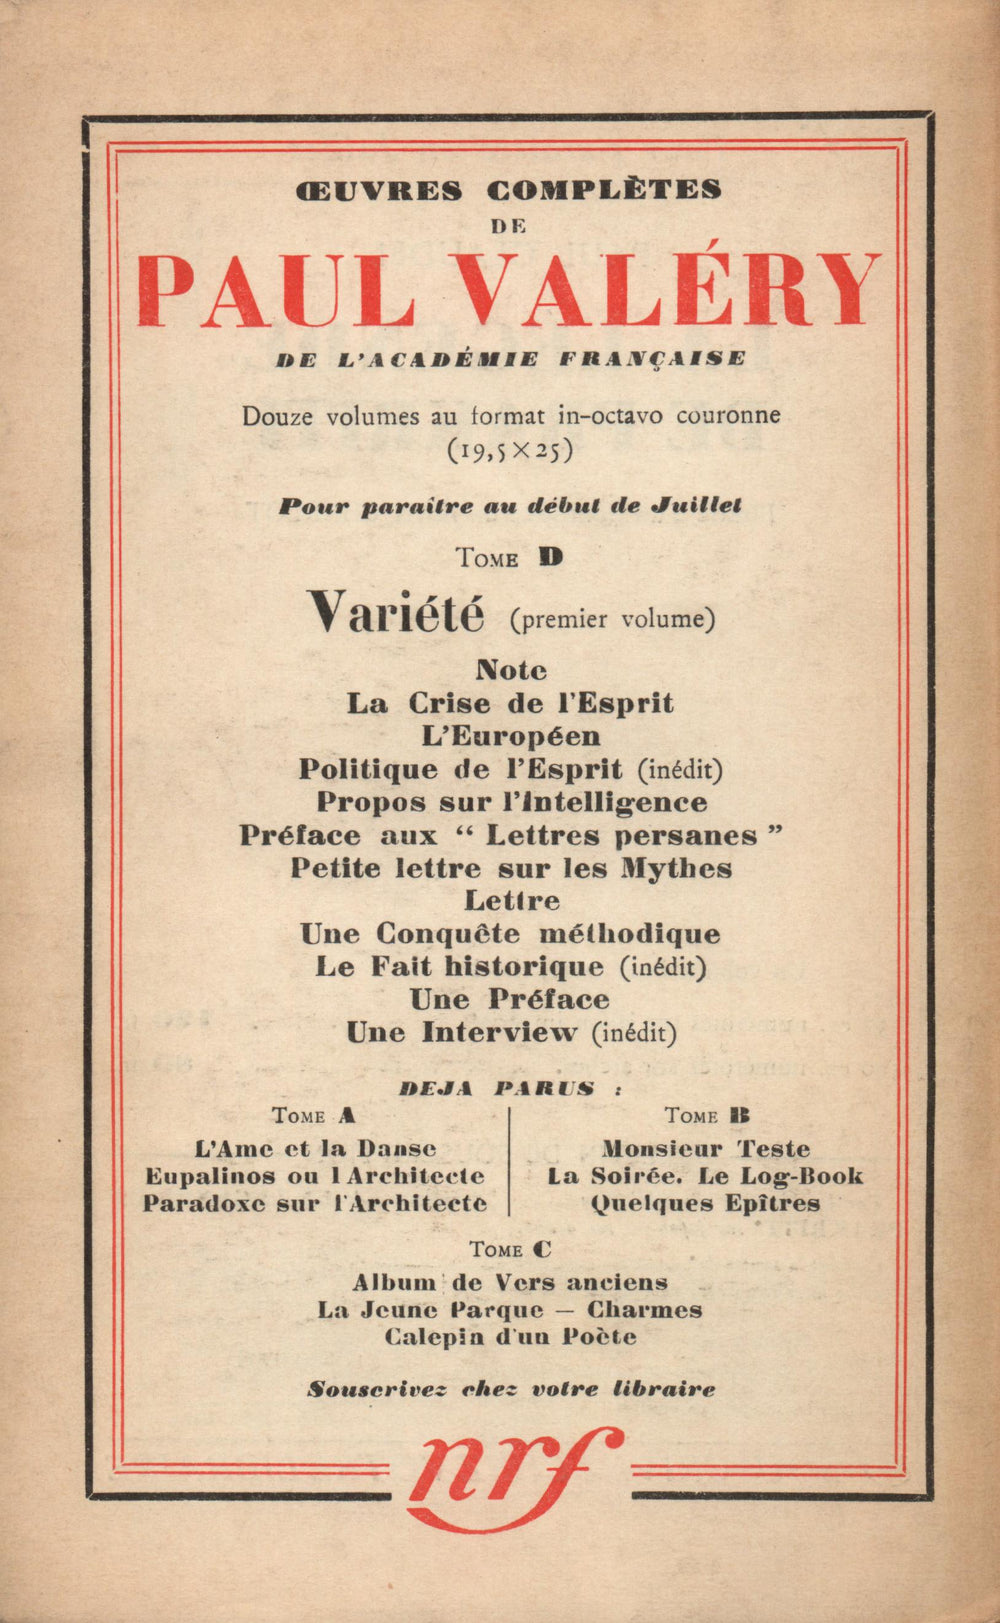 ŒUVRES COMPLÈTES
DE
PAUL VALÉRY
DE L'ACADÉMIE FRANÇAISE
Douze volumes au format in-octavo couronne
(19,5 × 25)
Pour paraître au début de Juillet
TOME D
Variété (premier volume)
Note
La Crise de l'Esprit
L'Européen
Politique de l'Esprit (inédit)
Propos sur l'Intelligence
Préface aux “ Lettres persanes ”
Petite lettre sur les Mythes
Lettre
Une Conquête méthodique
Le Fait historique (inédit)
Une Préface
Une Interview (inédit)
DEJA PARUS :
TOME A
L'Ame et la Danse
Eupalinos ou l Architecte
Paradoxe sur l'Architecte
TOME B
Monsieur Teste
La Soirée. Le Log-Book
Quelques Epîtres
TOME C
Album de Vers anciens
La Jeune Parque — Charmes
Calepin d'un Poète
Souscrivez chez votre libraire
nrf